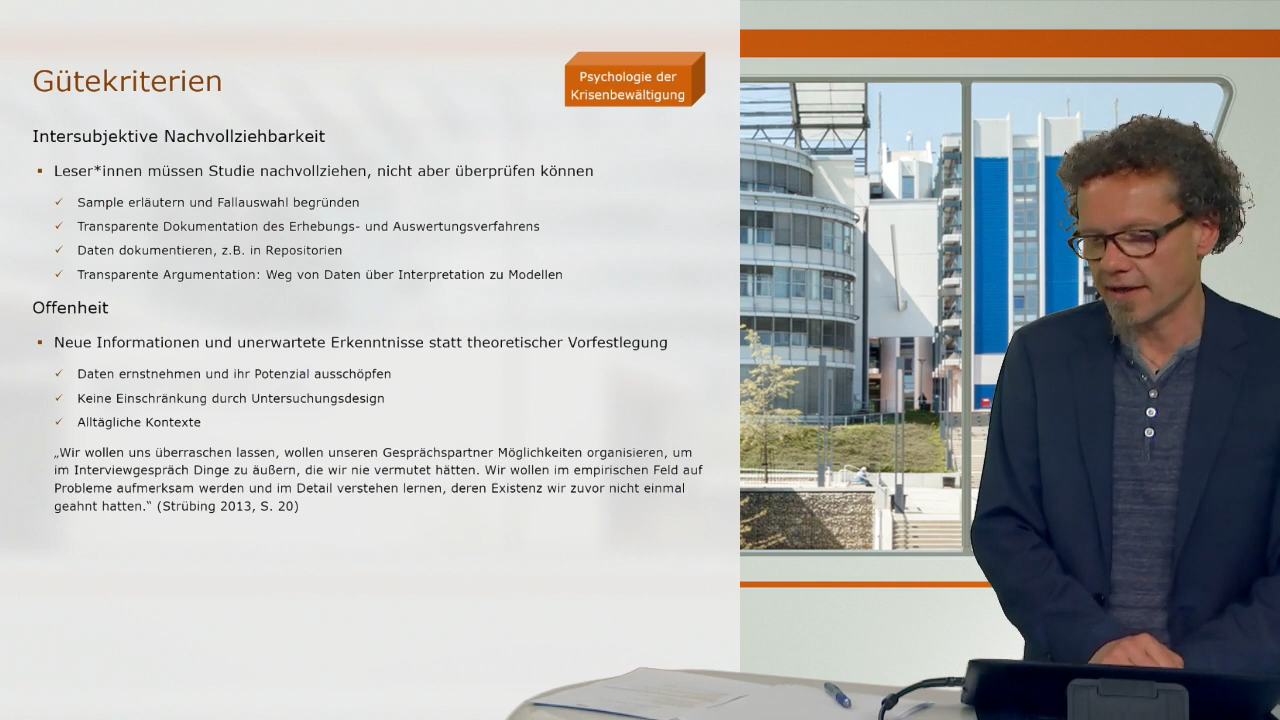 Gütekriterien
Psychologie der
Krisenbewältigung
Intersubjektive Nachvollziehbarkeit
▪ Leser*innen müssen Studie nachvollziehen, nicht aber überprüfen können
✓ Sample erläutern und Fallauswahl begründen
✓ Transparente Dokumentation des Erhebungs- und Auswertungsverfahrens
✓ Daten dokumentieren, z.B. in Repositorien
✓ Transparente Argumentation: Weg von Daten über Interpretation zu Modellen
Offenheit
▪ Neue Informationen und unerwartete Erkenntnisse statt theoretischer Vorfestlegung
✓ Daten ernstnehmen und ihr Potenzial ausschöpfen
✓ Keine Einschränkung durch Untersuchungsdesign
✓ Alltägliche Kontexte
„Wir wollen uns überraschen lassen, wollen unseren Gesprächspartner Möglichkeiten organisieren, um
im Interviewgespräch Dinge zu äußern, die wir nie vermutet hätten. Wir wollen im empirischen Feld auf
Probleme aufmerksam werden und im Detail verstehen lernen, deren Existenz wir zuvor nicht einmal
geahnt hatten.“ (Strübing 2013, S. 20)